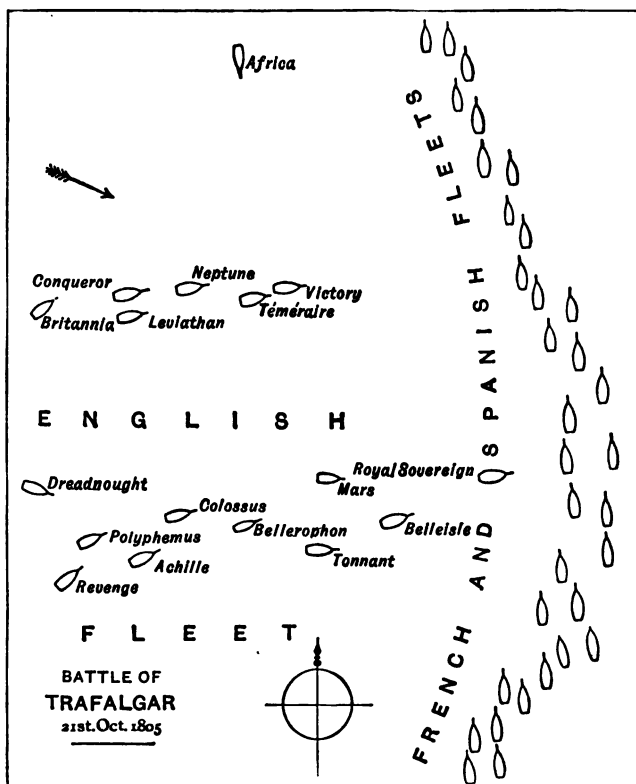 Africa
FRENCH AND SPANISH FLEETS
Neptune
Conqueror
Victory
Téméraire
Britannia
Leviathan
ENGLISH
Royal Sovereign
Mars
Dreadnought
Colossus
Bellerophon
Belleisle
Polyphemus
Achille
Tonnant
Revenge
FLEET
BATTLE OF
TRAFALGAR
21st. Oct. 1805